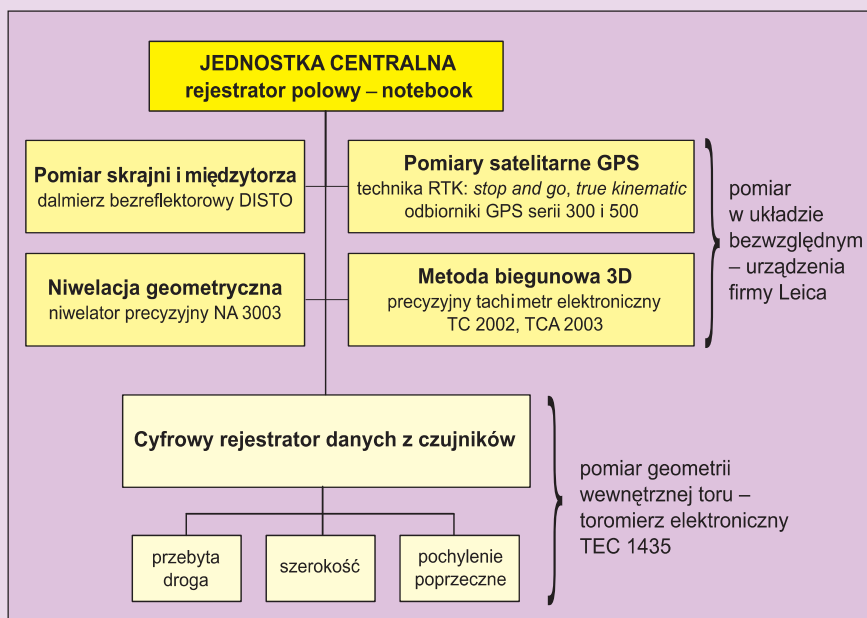 JEDNOSTKA CENTRALNA
rejestrator polowy – notebook
Pomiar skrajni i międzytorza
dalmierz bezreflektorowy DISTO
Pomiary satelitarne GPS
technika RTK: stop and go, true kinematic
odbiorniki GPS serii 300 i 500
Niwelacja geometryczna
niwelator precyzyjny NA 3003
Metoda biegunowa 3D
precyzyjny tachimetr elektroniczny
TC 2002, TCA 2003
pomiar
w układzie
bezwzględnym
– urządzenia
firmy Leica
Cyfrowy rejestrator danych z czujników
przebyta
droga
szerokość
pochylenie
poprzeczne
pomiar geometrii
wewnętrznej toru –
toromierz elektroniczny
TEC 1435